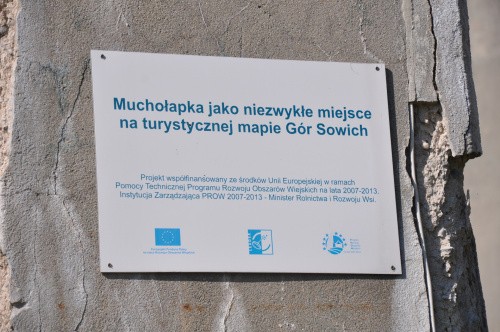 Muchołapka jako niezwykłe miejsce
na turystycznej mapie Gór Sowich
Projekt współfinansowany ze środków Unii Europejskiej w ramach
Pomocy Technicznej Programu Rozwoju Obszarów Wiejskich na lata 2007-2013.
Instytucja Zarządzająca PROW 2007-2013 - Minister Rolnictwa i Rozwoju Wsi.